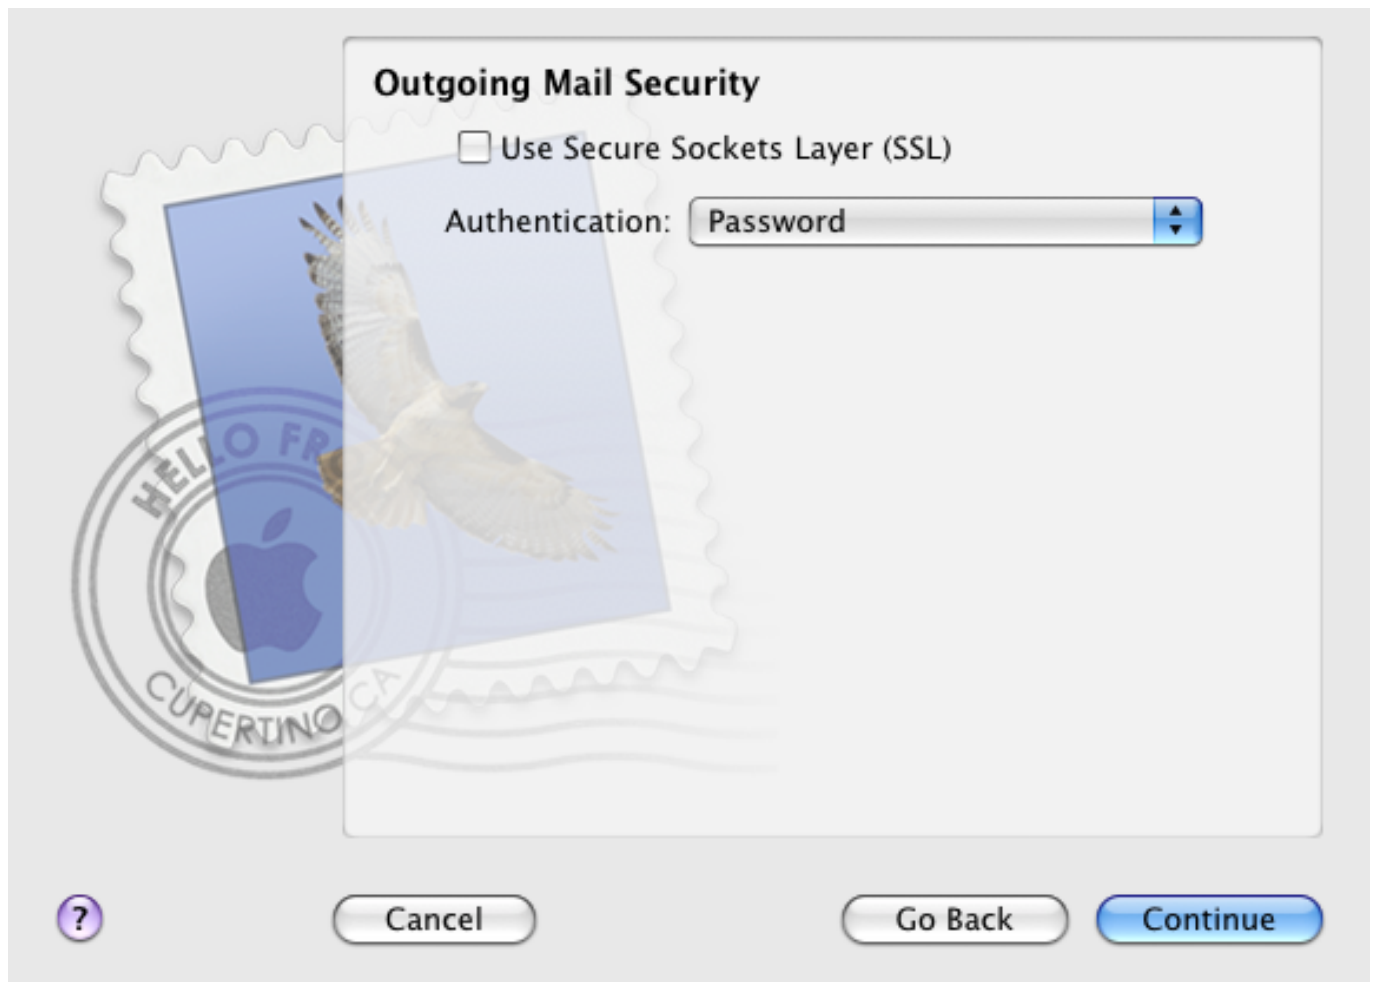 Outgoing Mail Security
Use Secure Sockets Layer (SSL)
Authentication: Password
HELLO FR
CUPERTINO CA
? Cancel Go Back Continue